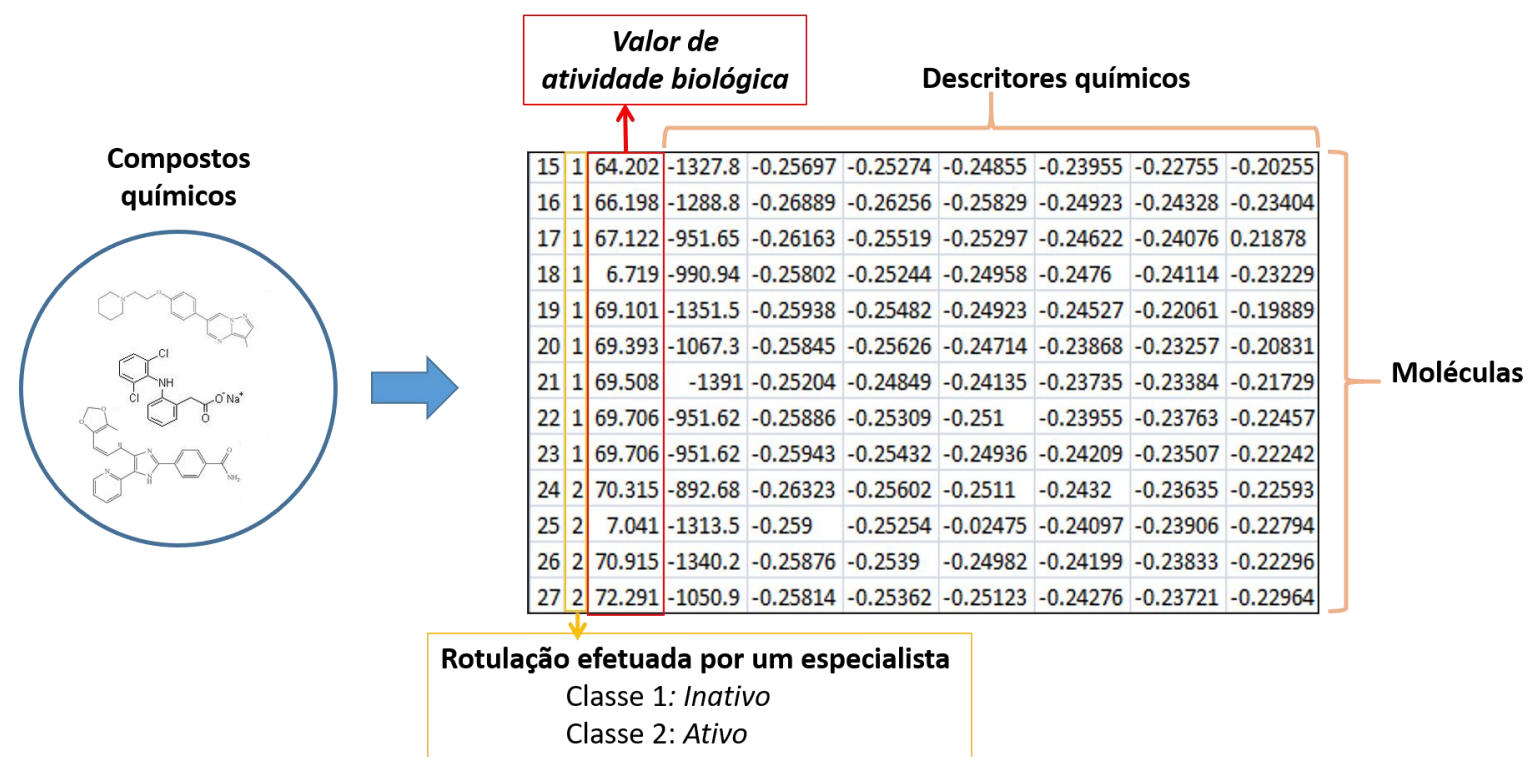 Valor de
atividade biológica
Descritores químicos
Compostos
químicos
15 1 64.202 -1327.8 -0.25697 -0.25274 -0.24855 -0.23955 -0.22755 -0.20255
16 1 66.198 -1288.8 -0.26889 -0.26256 -0.25829 -0.24923 -0.24328 -0.23404
17 1 67.122 -951.65 -0.26163 -0.25519 -0.25297 -0.24622 -0.24076 0.21878
18 1 6.719 -990.94 -0.25802 -0.25244 -0.24958 -0.2476 -0.24114 -0.23229
19 1 69.101 -1351.5 -0.25938 -0.25482 -0.24923 -0.24527 -0.22061 -0.19889
20 1 69.393 -1067.3 -0.25845 -0.25626 -0.24714 -0.23868 -0.23257 -0.20831
21 1 69.508 -1391 -0.25204 -0.24849 -0.24135 -0.23735 -0.23384 -0.21729
22 1 69.706 -951.62 -0.25886 -0.25309 -0.251 -0.23955 -0.23763 -0.22457
23 1 69.706 -951.62 -0.25943 -0.25432 -0.24936 -0.24209 -0.23507 -0.22242
24 2 70.315 -892.68 -0.26323 -0.25602 -0.2511 -0.2432 -0.23635 -0.22593
25 2 7.041 -1313.5 -0.259 -0.25254 -0.02475 -0.24097 -0.23906 -0.22794
26 2 70.915 -1340.2 -0.25876 -0.2539 -0.24982 -0.24199 -0.23833 -0.22296
27 2 72.291 -1050.9 -0.25814 -0.25362 -0.25123 -0.24276 -0.23721 -0.22964
Moléculas
N O N N N
Cl
NH
Cl
O⁻ Na⁺
O
O
O
N O
N N NH₂
H
Rotulação efetuada por um especialista
Classe 1: Inativo
Classe 2: Ativo